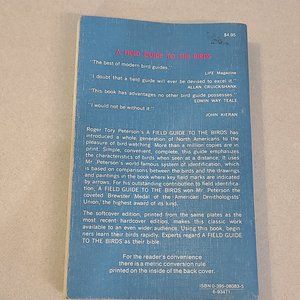 $4.95
A FIELD GUIDE TO THE BIRDS
"The best of modern bird guides."
LIFE Magazine
"I doubt that a field guide will ever be devised to excel it."
ALLAN CRUICKSHANK
"This book has advantages no other bird guide possesses."
EDWIN WAY TEALE
"I would not be without it."
JOHN KIERAN
Roger Tory Peterson's A FIELD GUIDE TO THE BIRDS has
introduced a whole generation of North Americans to the
pleasure of bird watching. More than a million copies are in
print. Simple, convenient, complete, this guide emphasizes
the characteristics of birds when seen at a distance. It uses
Mr. Peterson's world famous system of identification, which
is based on comparisons between the birds and the drawings
and paintings in the book where key field marks are indicated
by arrows. For his outstanding contribution to field identifica-
tion, A FIELD GUIDE TO THE BIRDS won Mr. Peterson the
coveted Brewster Medal of the American Ornithologists
Union, the highest award of its kind.
The softcover edition, printed from the same plates as the
most recent hardcover edition, makes this classic work
available to an even wider audience. Using this book, begin-
ners learn their birds rapidly. Experts regard A FIELD GUIDE
TO THE BIRDS as their bible.
For the reader's convenience
there is a metric conversion rule
printed on the inside of the back cover.
ISBN 0-395-08083-5